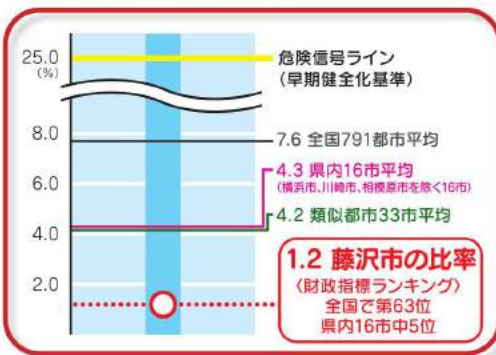 25.0
(%)
危険信号ライン
(早期健全化基準)
8.0
7.6 全国791都市平均
4.3 県内16市平均
(横浜市、川崎市、相模原市を除く16市)
6.0
4.2 類似都市33市平均
4.0
1.2 藤沢市の比率
〈財政指標ランキング〉
全国で第63位
県内16市中5位
2.0